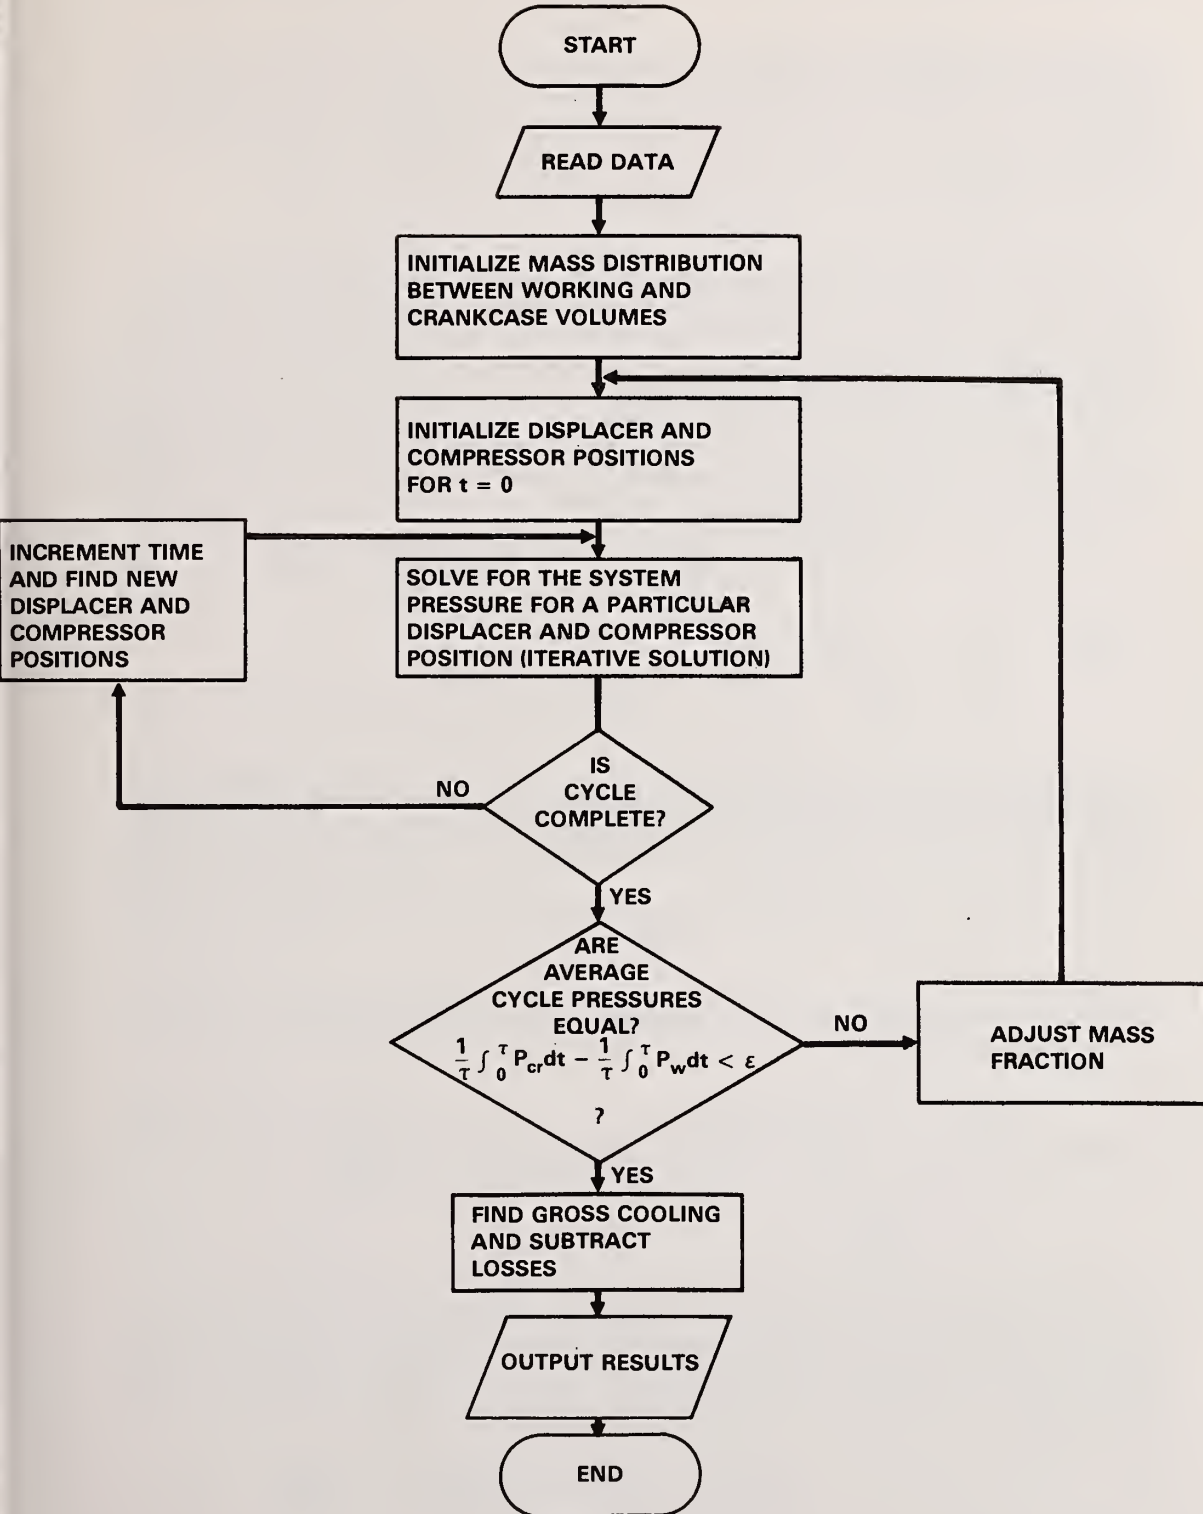 START
READ DATA
INITIALIZE MASS DISTRIBUTION
BETWEEN WORKING AND
CRANKCASE VOLUMES
INITIALIZE DISPLACER AND
COMPRESSOR POSITIONS
FOR t = 0
INCREMENT TIME
AND FIND NEW
DISPLACER AND
COMPRESSOR
POSITIONS
SOLVE FOR THE SYSTEM
PRESSURE FOR A PARTICULAR
DISPLACER AND COMPRESSOR
POSITION (ITERATIVE SOLUTION)
IS
CYCLE
COMPLETE?
NO
YES
ARE
AVERAGE
CYCLE PRESSURES
EQUAL?
1/τ ∫₀^τ P_cr dt − 1/τ ∫₀^τ P_w dt < ε
?
NO
ADJUST MASS
FRACTION
YES
FIND GROSS COOLING
AND SUBTRACT
LOSSES
OUTPUT RESULTS
END